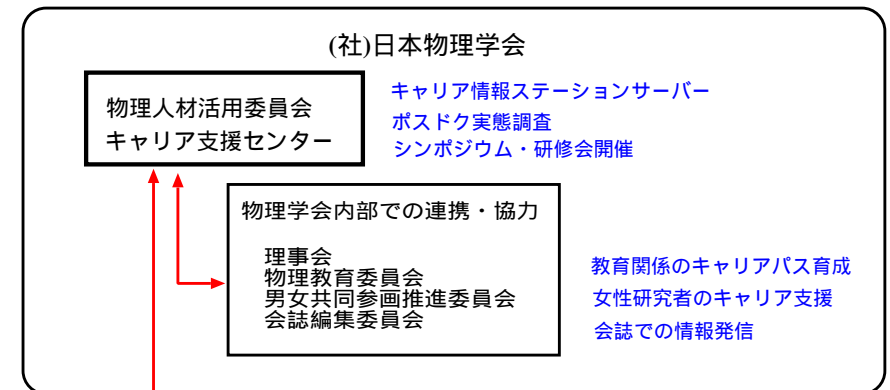 (社)日本物理学会
物理人材活用委員会
キャリア支援センター
キャリア情報ステーションサーバー
ポスドク実態調査
シンポジウム・研修会開催
物理学会内部での連携・協力
理事会
物理教育委員会
男女共同参画推進委員会
会誌編集委員会
教育関係のキャリアパス育成
女性研究者のキャリア支援
会誌での情報発信